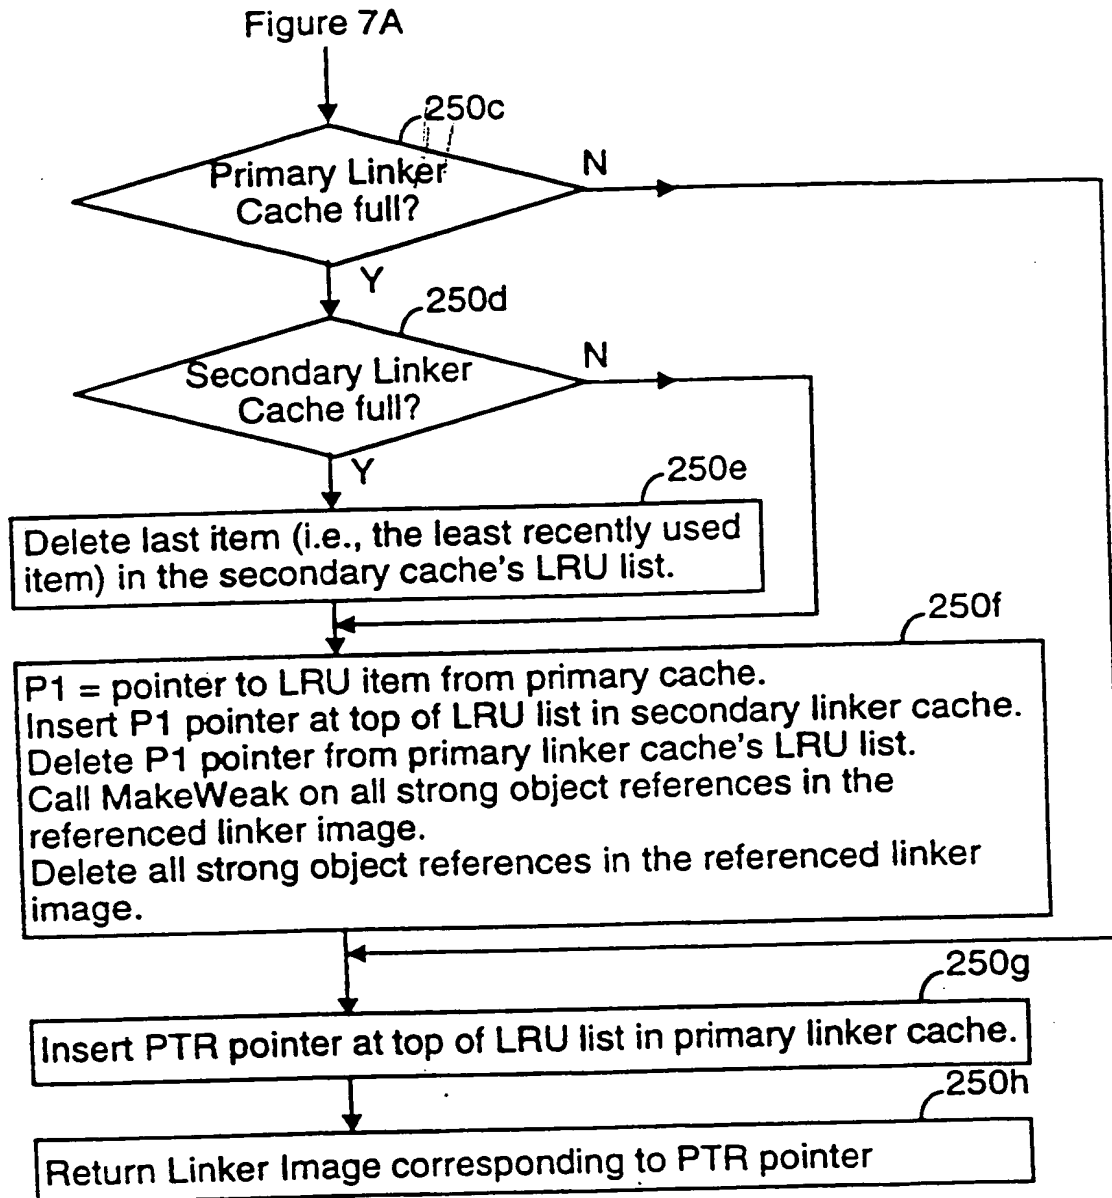 Figure 7A
250c
Primary Linker
Cache full?
N
Y
250d
Secondary Linker
Cache full?
N
Y
250e
Delete last item (i.e., the least recently used
item) in the secondary cache's LRU list.
250f
P1 = pointer to LRU item from primary cache.
Insert P1 pointer at top of LRU list in secondary linker cache.
Delete P1 pointer from primary linker cache's LRU list.
Call MakeWeak on all strong object references in the
referenced linker image.
Delete all strong object references in the referenced linker
image.
250g
Insert PTR pointer at top of LRU list in primary linker cache.
250h
Return Linker Image corresponding to PTR pointer